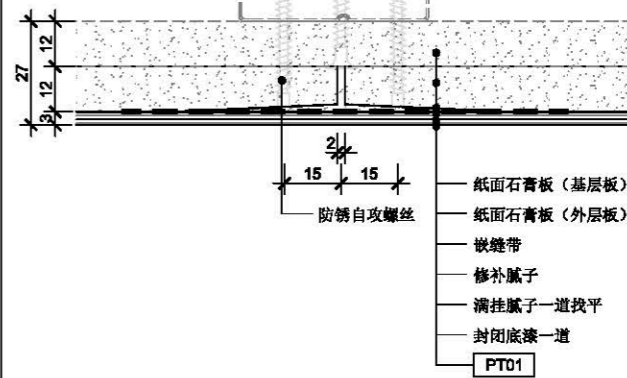 12
27
12
3
2
15 15
防锈自攻螺丝
纸面石膏板（基层板）
纸面石膏板（外层板）
嵌缝带
修补腻子
满挂腻子一道找平
封闭底漆一道
PT01